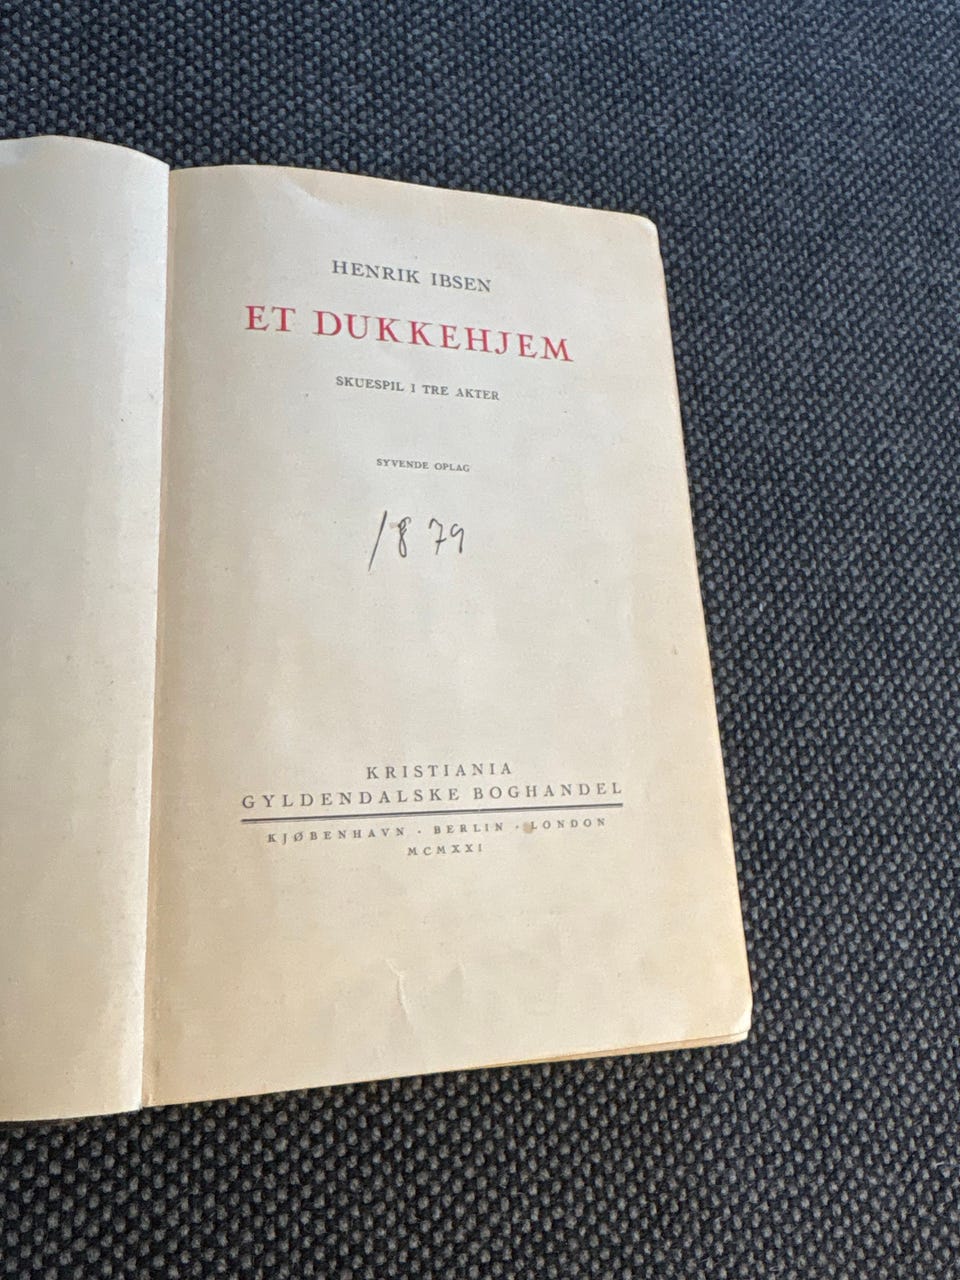 HENRIK IBSEN
ET DUKKEHJEM
SKUESPIL I TRE AKTER
SYVENDE OPLAG
1879
KRISTIANIA
GYLDENDALSKE BOGHANDEL
KJØBENHAVN · BERLIN · LONDON
MCMXXI